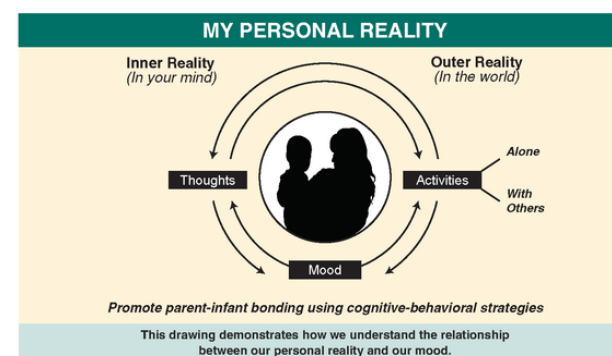 MY PERSONAL REALITY
Inner Reality
(In your mind)
Outer Reality
(In the world)
Thoughts
Activities
Alone
With
Others
Mood
Promote parent-infant bonding using cognitive-behavioral strategies
This drawing demonstrates how we understand the relationship
between our personal reality and our mood.